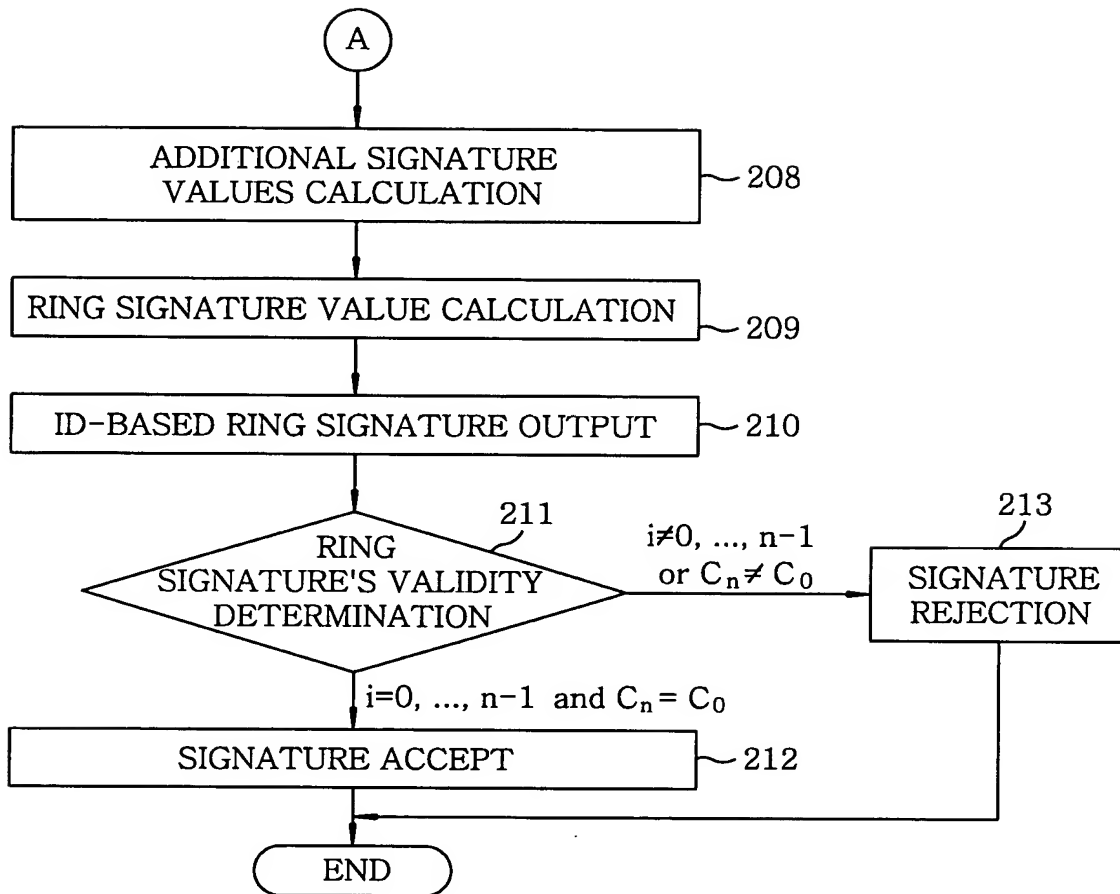 A
ADDITIONAL SIGNATURE
VALUES CALCULATION
208
RING SIGNATURE VALUE CALCULATION
209
ID-BASED RING SIGNATURE OUTPUT
210
211
RING
SIGNATURE'S VALIDITY
DETERMINATION
i≠0, ..., n-1
or Cₙ ≠ C₀
213
SIGNATURE
REJECTION
i=0, ..., n-1 and Cₙ = C₀
SIGNATURE ACCEPT
212
END